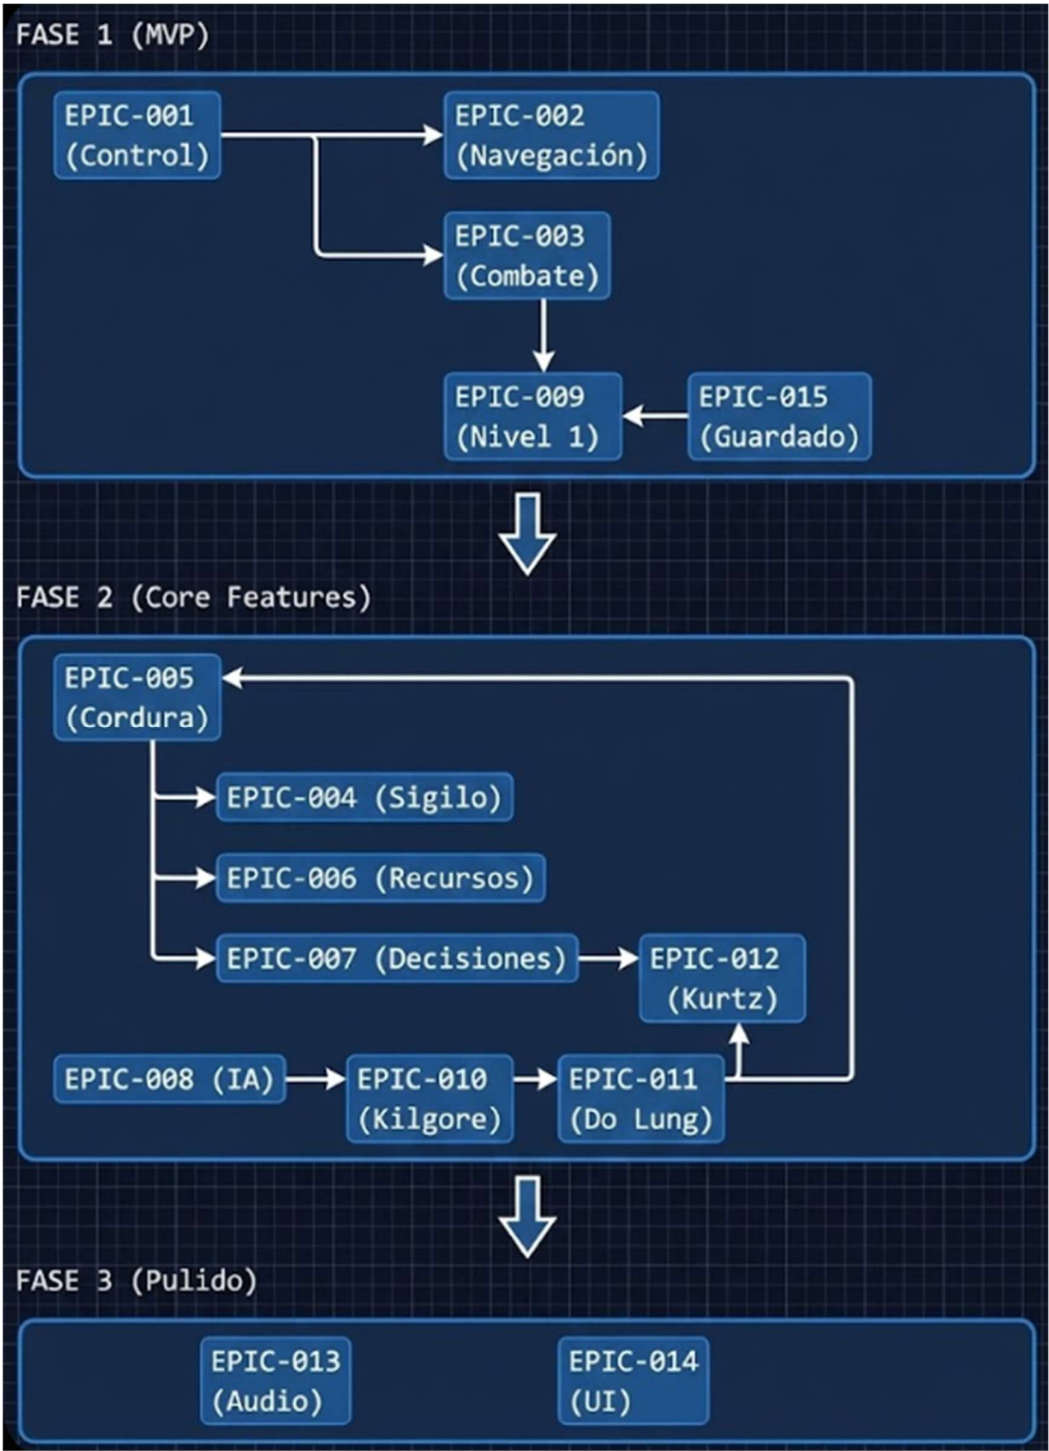 FASE 1 (MVP)
EPIC-001
(Control)
EPIC-002
(Navegación)
EPIC-003
(Combate)
EPIC-009
(Nivel 1)
EPIC-015
(Guardado)
FASE 2 (Core Features)
EPIC-005
(Cordura)
EPIC-004 (Sigilo)
EPIC-006 (Recursos)
EPIC-007 (Decisiones)
EPIC-012
(Kurtz)
EPIC-008 (IA)
EPIC-010
(Kilgore)
EPIC-011
(Do Lung)
FASE 3 (Pulido)
EPIC-013
(Audio)
EPIC-014
(UI)